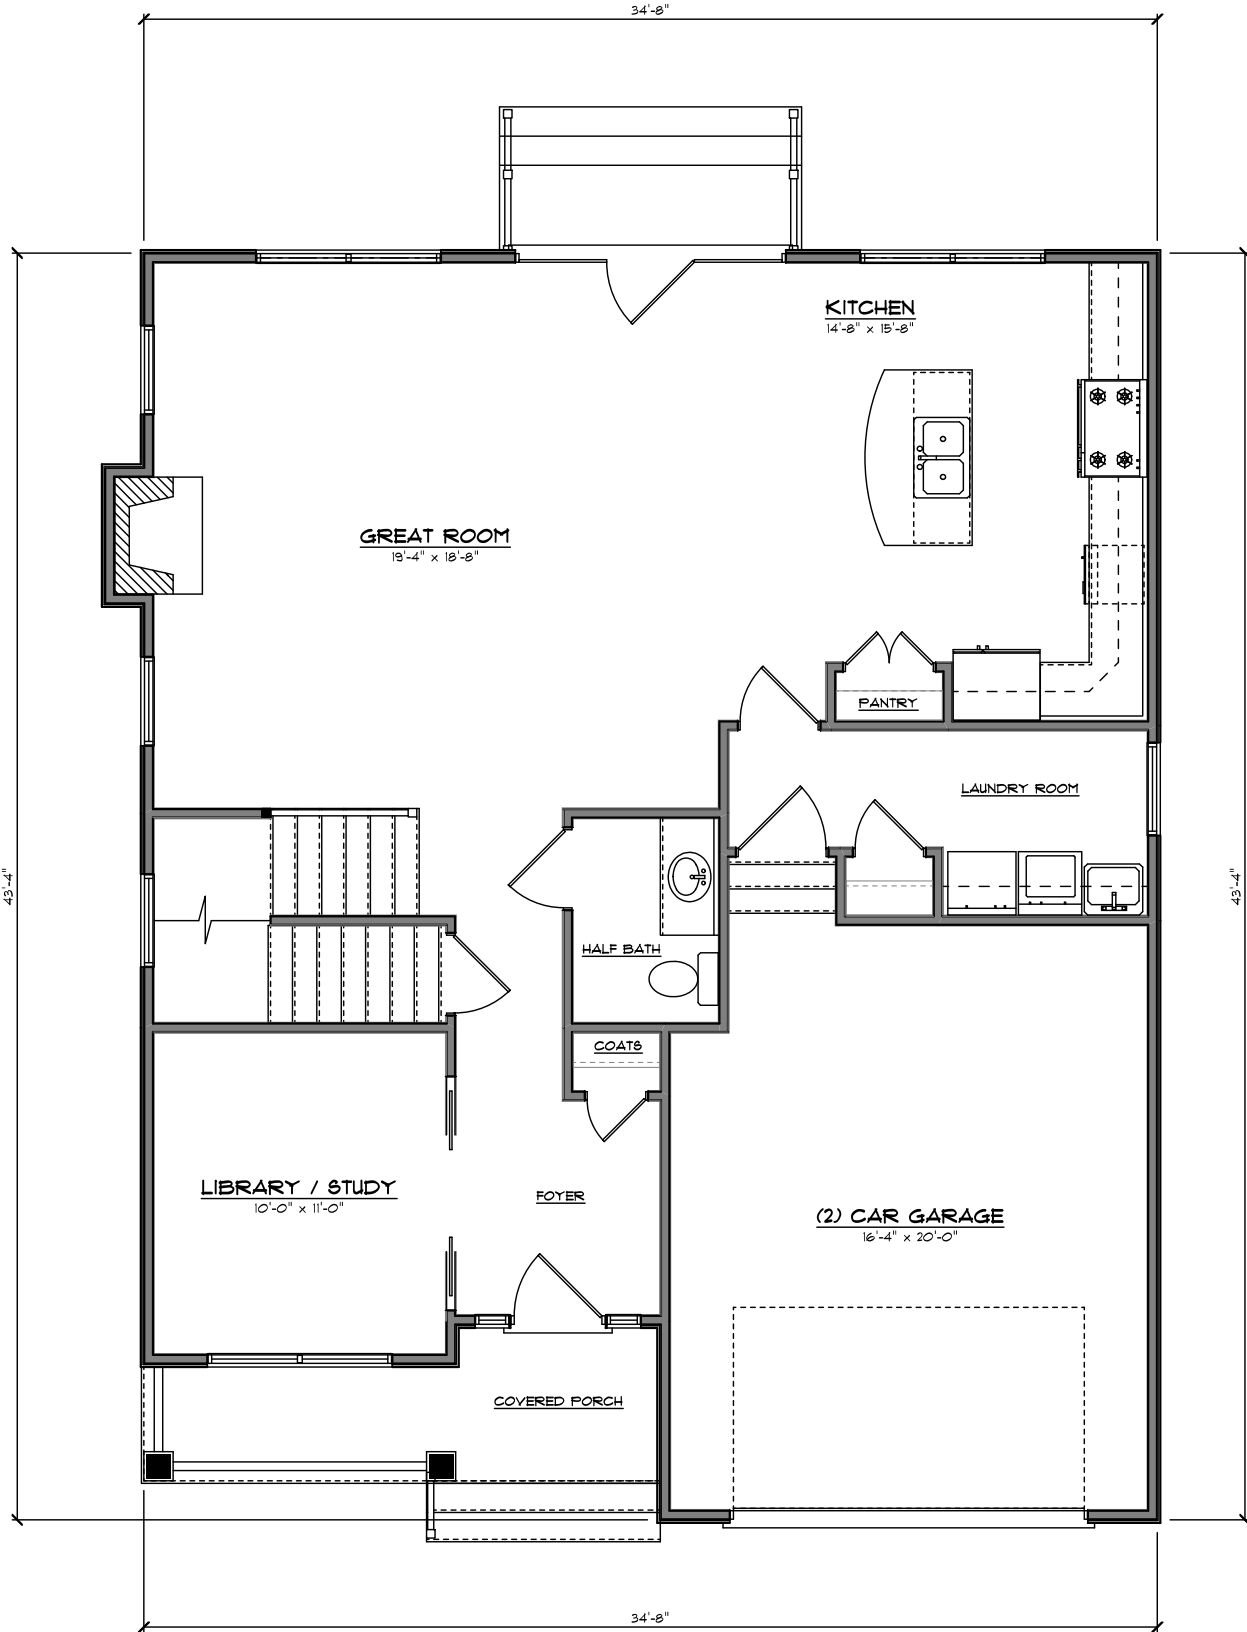 34'-8"
KITCHEN
14'-8" x 15'-8"
GREAT ROOM
19'-4" x 18'-8"
PANTRY
LAUNDRY ROOM
43'-4"
43'-4"
HALF BATH
COATS
LIBRARY / STUDY
10'-0" x 11'-0"
FOYER
(2) CAR GARAGE
16'-4" x 20'-0"
COVERED PORCH
34'-8"